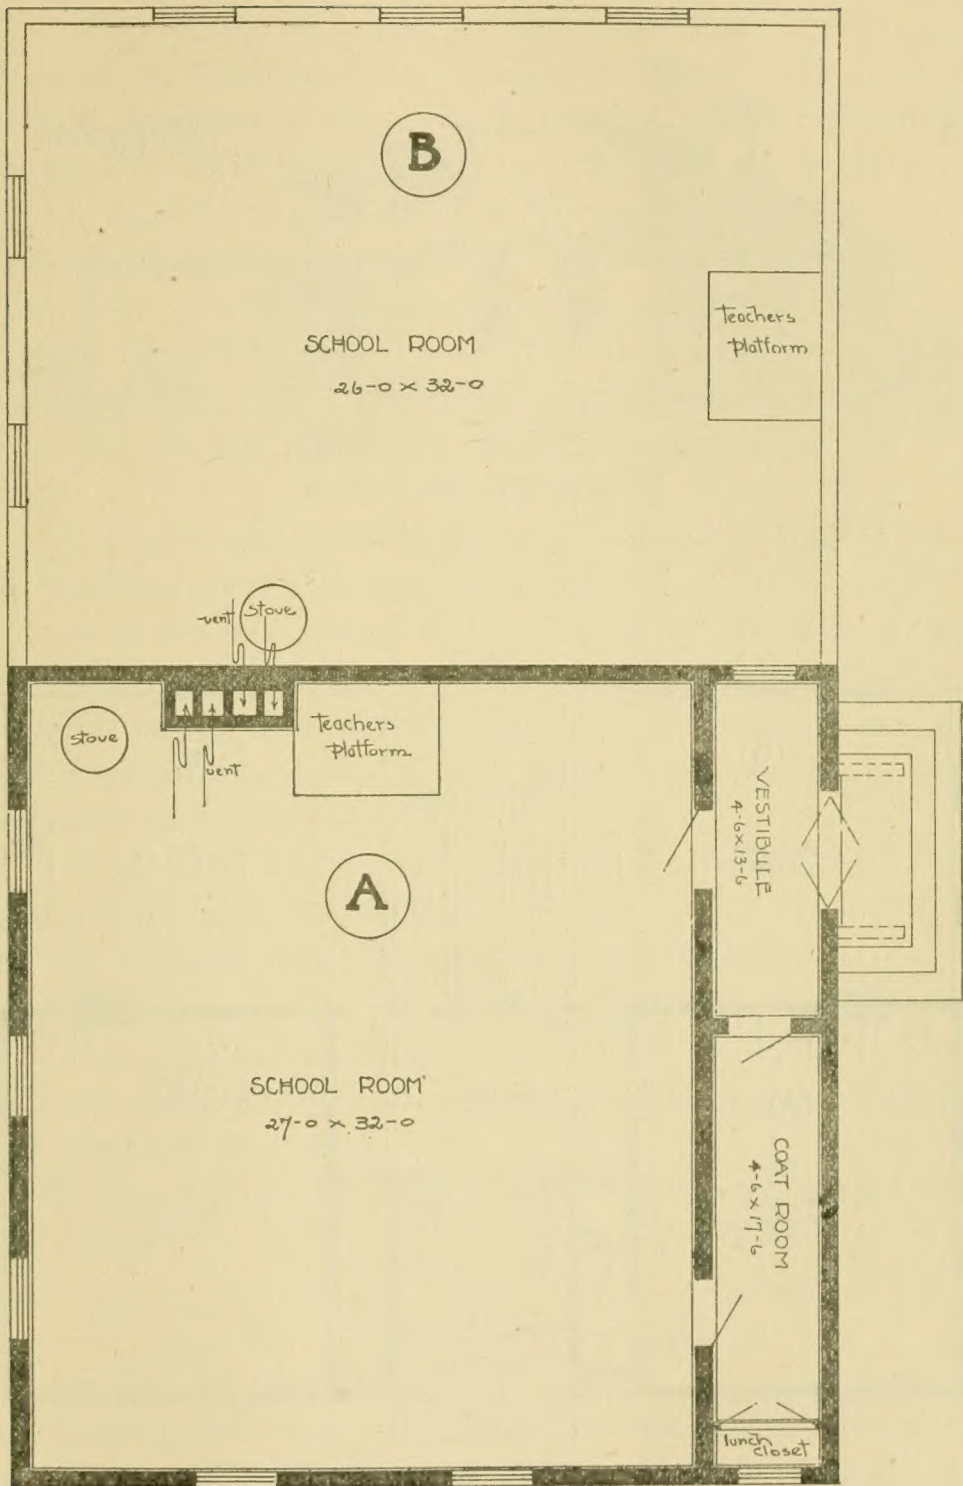 B
SCHOOL ROOM
26-0 × 32-0
Teachers
Platform
vent
stove
stove
vent
Teachers
Platform
VESTIBULE
4-6×13-6
A
SCHOOL ROOM
27-0 × 32-0
COAT ROOM
4-6×17-6
lunch
closet